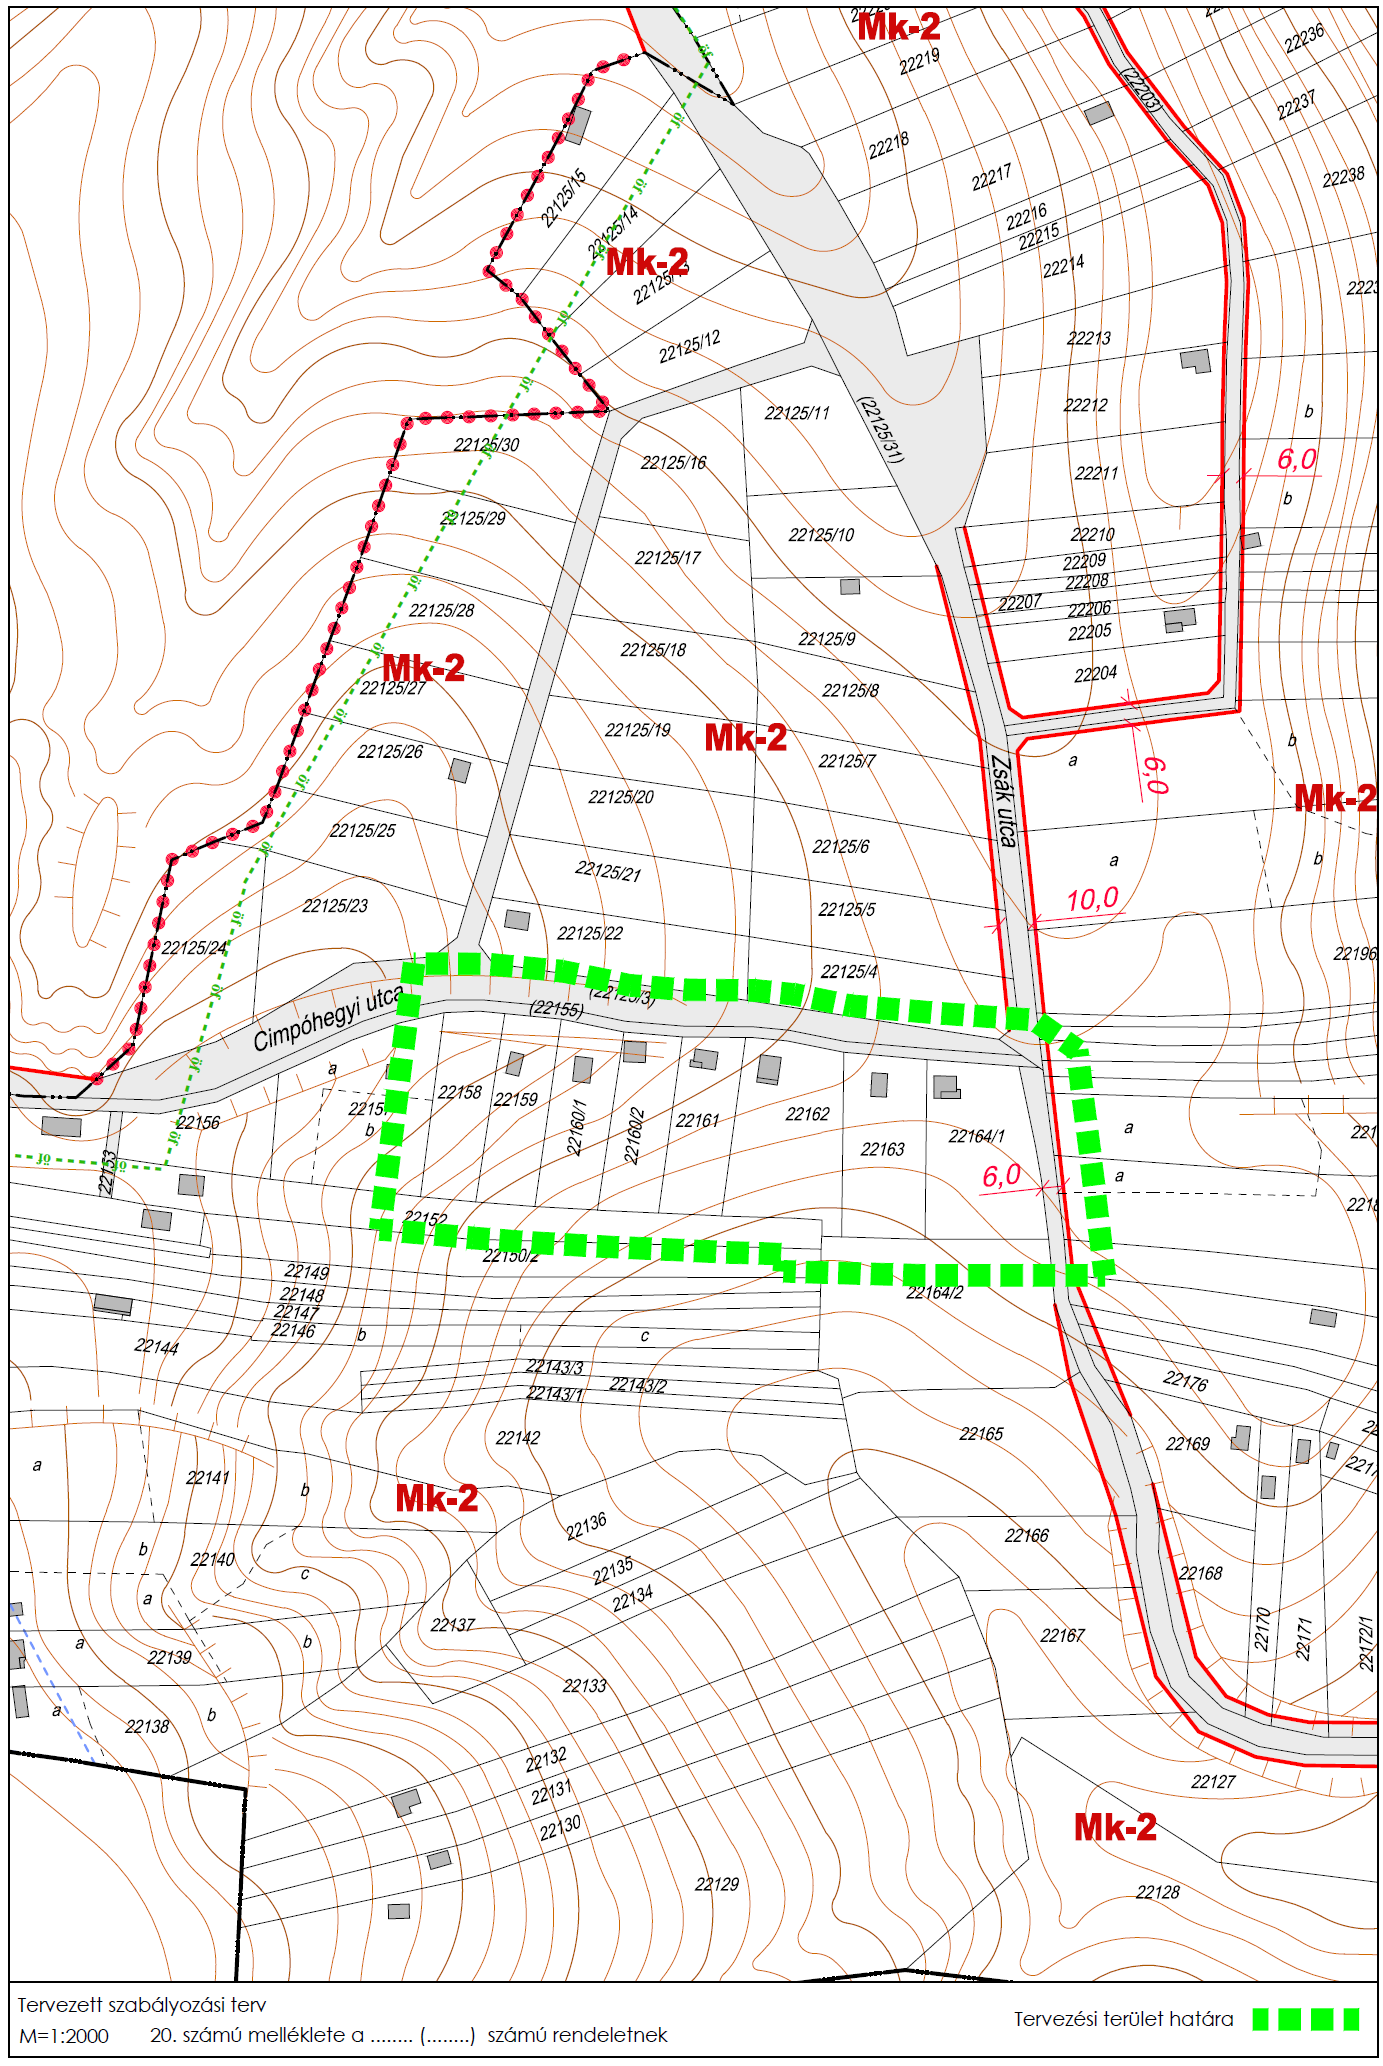 Mk-2
22219
(22203)
22236
22237
22218
22217
22238
22216
22215
22214
22125/15
22125/14
Mk-2
22125/12
22213
22212
b
22125/11
(22125/31)
22125/30
22125/16
22211
6,0
b
22125/29
22125/10
22210
22125/17
22209
22208
22207
22206
22125/28
22205
22125/9
22125/18
Mk-2
22204
22125/27
22125/8
22125/19
Mk-2
22125/26
22125/7
Zsák utca
a
b
6,0
22125/20
Mk-2
22125/25
22125/6
a
b
22125/21
22125/23
22125/5
10,0
22125/22
22125/24
22125/4
Cimpóhegyi utca
(22155)
a
22158
22159
22160/1
22160/2
22161
22162
22163
22164/1
22156
b
22153
a
a
6,0
22152
22150/2
22149
22148
22147
22146
b
c
22164/2
22144
22143/3
22143/2
22143/1
22176
22142
22165
22169
a
22141
b
Mk-2
22136
22166
b
22140
c
22135
22134
22168
a
22137
22167
22170
22171
22172/1
a
b
22139
22133
a
b
22138
22132
22131
22130
22127
Mk-2
22129
22128
Tervezett szabályozási terv
M=1:2000 20. számú melléklete a ........ (........) számú rendeletnek
Tervezési terület határa